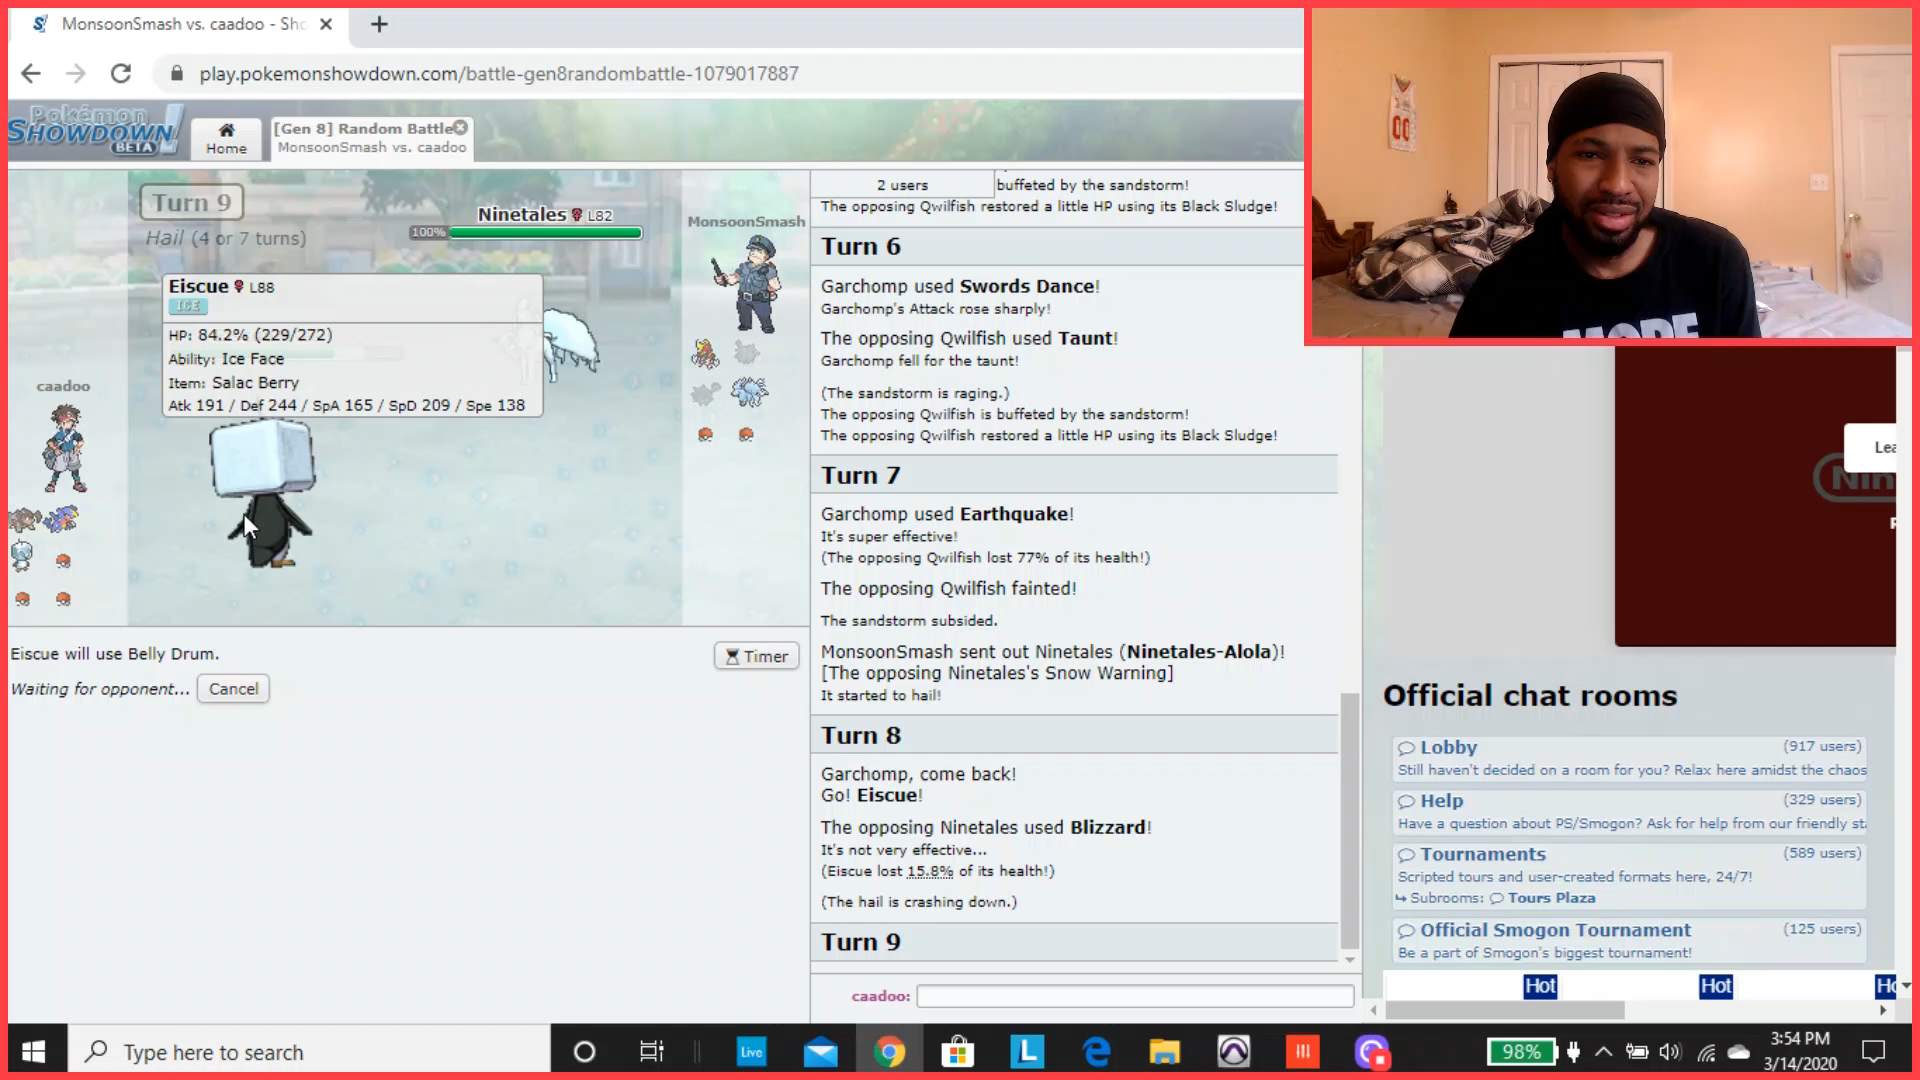 MonsoonSmash vs. caadoo - Sho
play.pokemonshowdown.com/battle-gen8randombattle-1079017887
Pokémon
SHOWDOWN!
BETA
Home
[Gen 8] Random Battle
MonsoonSmash vs. caadoo
Turn 9
Hail (4 or 7 turns)
Ninetales L82
100%
MonsoonSmash
Eiscue L88
ICE
HP: 84.2% (229/272)
Ability: Ice Face
Item: Salac Berry
Atk 191 / Def 244 / SpA 165 / SpD 209 / Spe 138
caadoo
Eiscue will use Belly Drum.
Waiting for opponent...
Cancel
Timer
2 users
buffeted by the sandstorm!
The opposing Qwilfish restored a little HP using its Black Sludge!
Turn 6
Garchomp used Swords Dance!
Garchomp's Attack rose sharply!
The opposing Qwilfish used Taunt!
Garchomp fell for the taunt!
(The sandstorm is raging.)
The opposing Qwilfish is buffeted by the sandstorm!
The opposing Qwilfish restored a little HP using its Black Sludge!
Turn 7
Garchomp used Earthquake!
It's super effective!
(The opposing Qwilfish lost 77% of its health!)
The opposing Qwilfish fainted!
The sandstorm subsided.
MonsoonSmash sent out Ninetales (Ninetales-Alola)!
[The opposing Ninetales's Snow Warning]
It started to hail!
Turn 8
Garchomp, come back!
Go! Eiscue!
The opposing Ninetales used Blizzard!
It's not very effective...
(Eiscue lost 15.8% of its health!)
(The hail is crashing down.)
Turn 9
caadoo:
00
MORE
Lea
Nin
Official chat rooms
Lobby (917 users)
Still haven't decided on a room for you? Relax here amidst the chaos
Help (329 users)
Have a question about PS/Smogon? Ask for help from our friendly st
Tournaments (589 users)
Scripted tours and user-created formats here, 24/7!
↳ Subrooms: Tours Plaza
Official Smogon Tournament (125 users)
Be a part of Smogon's biggest tournament!
Hot
Hot
Ho
Type here to search
Live
L
98%
3:54 PM
3/14/2020